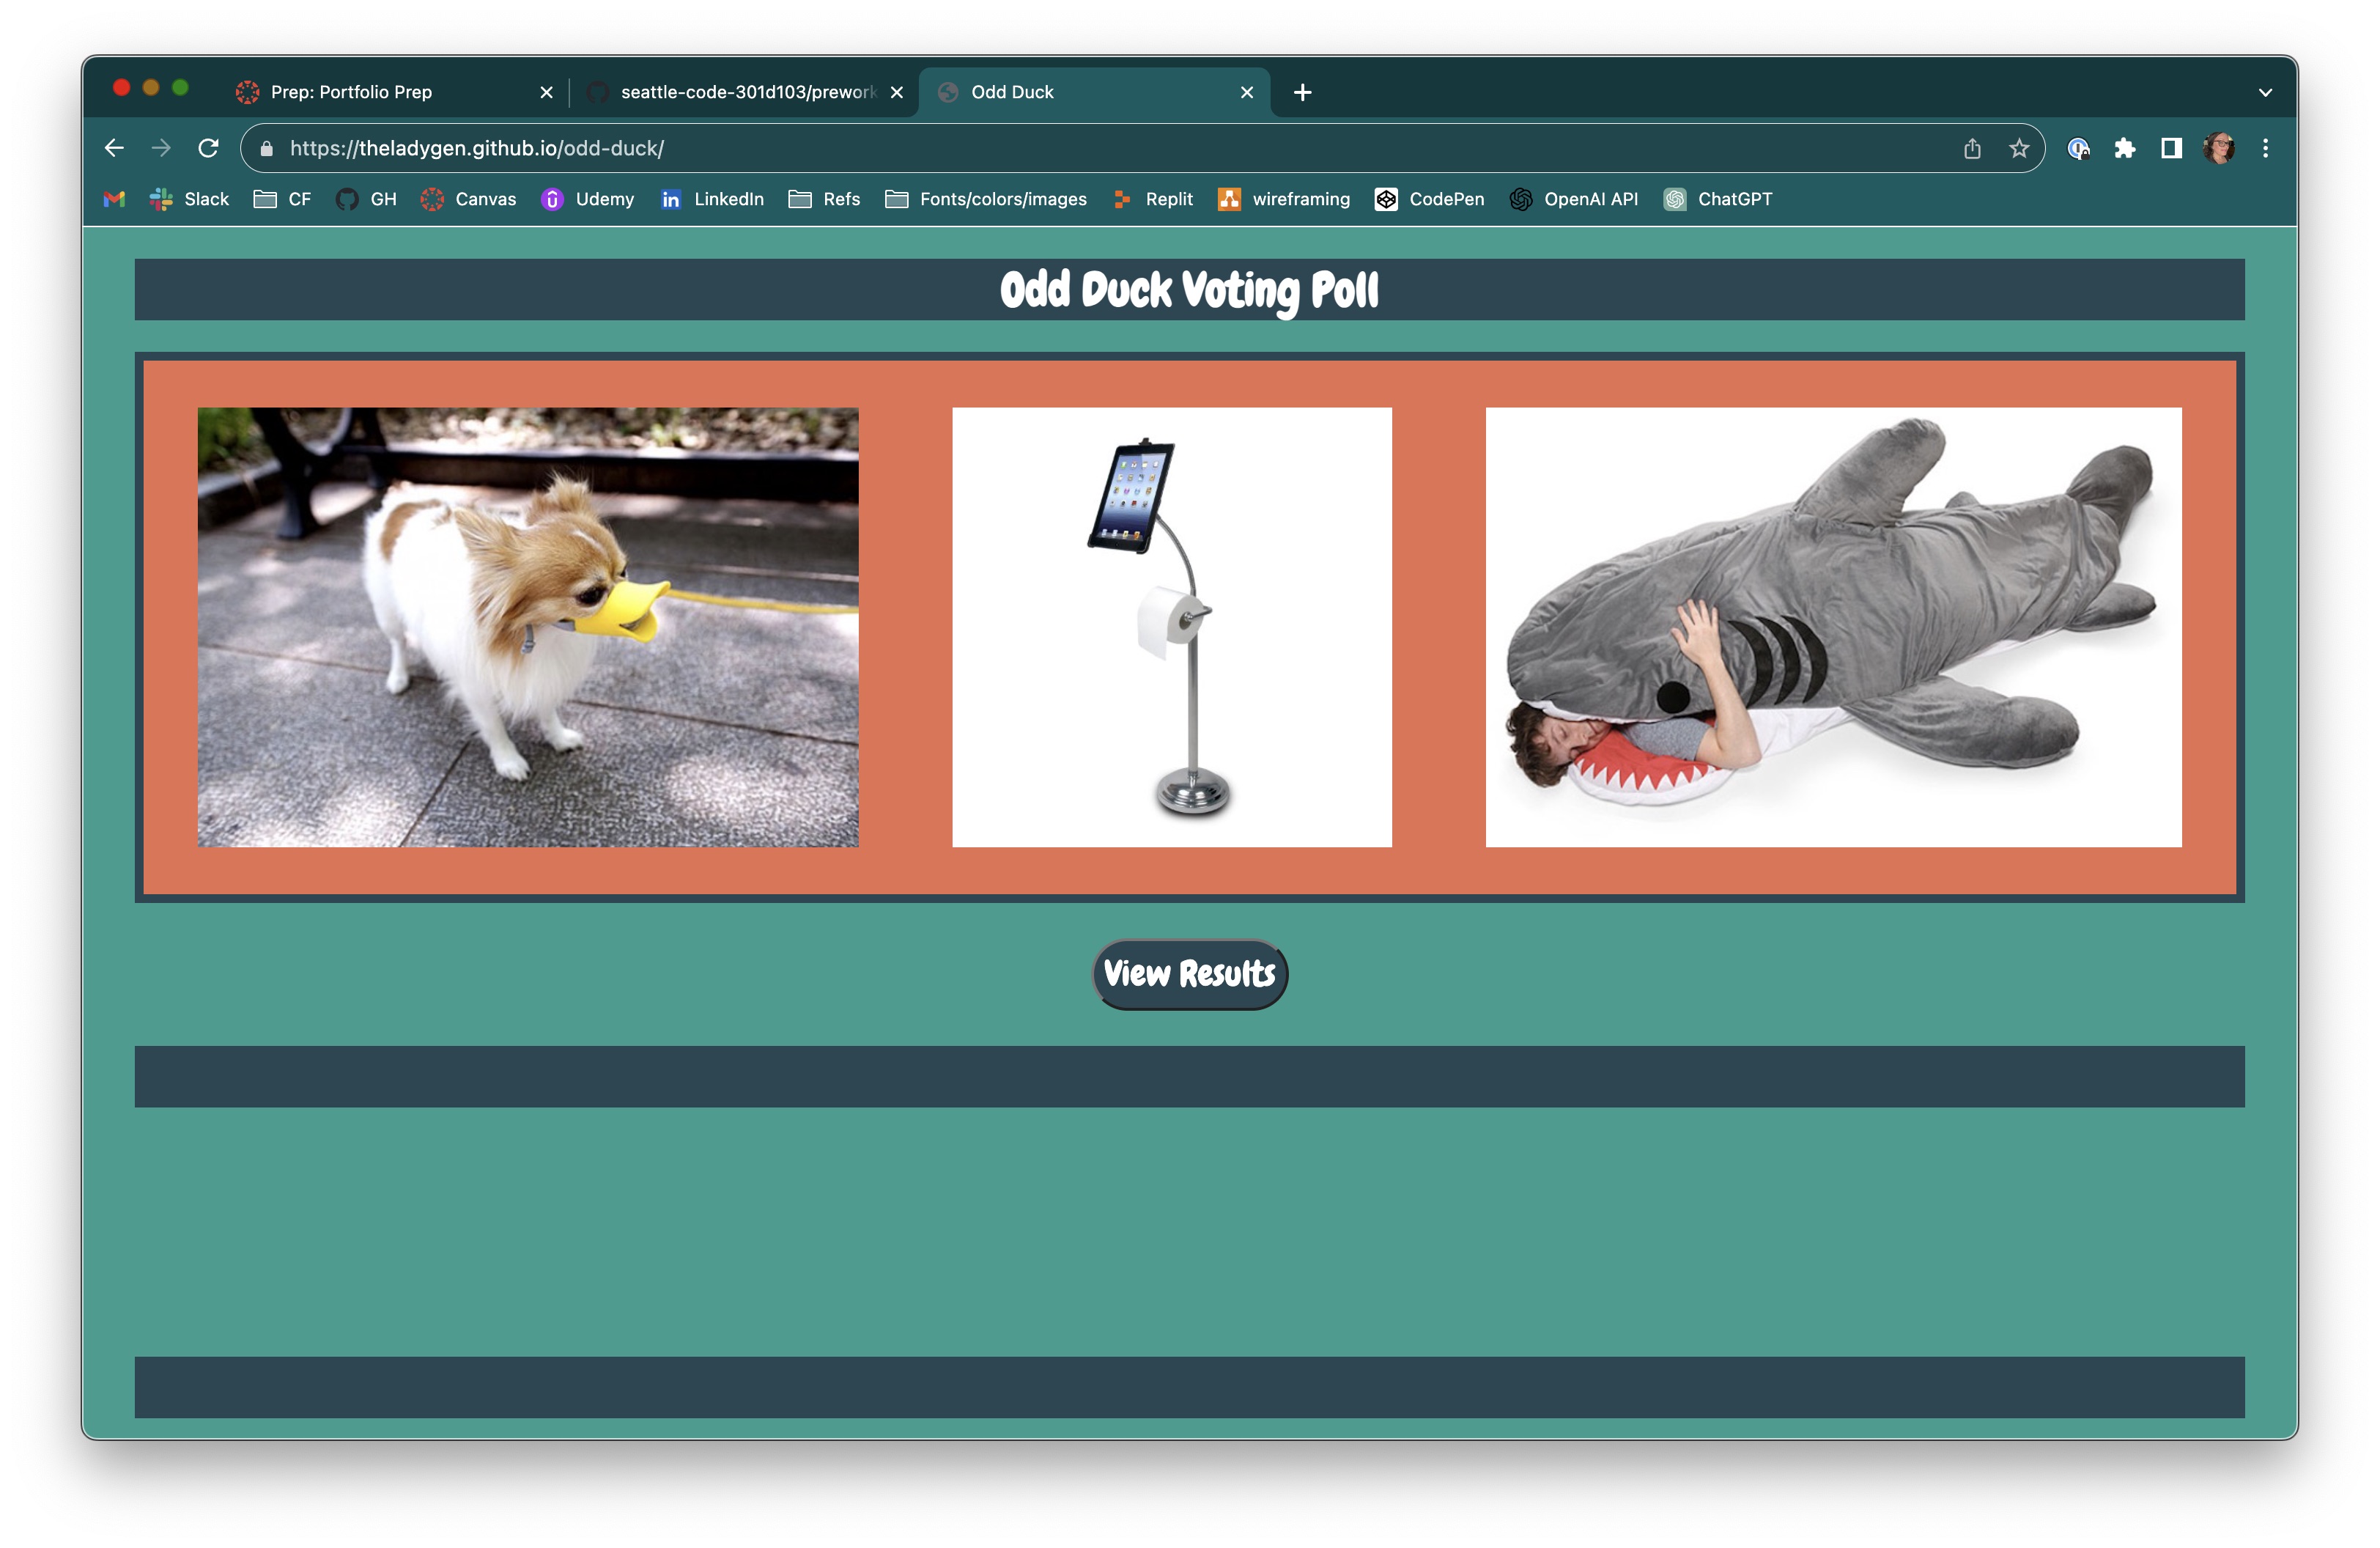 Prep: Portfolio Prep
seattle-code-301d103/prework
Odd Duck
https://theladygen.github.io/odd-duck/
Slack
CF
GH
Canvas
Udemy
LinkedIn
Refs
Fonts/colors/images
Replit
wireframing
CodePen
OpenAI API
ChatGPT
Odd Duck Voting Poll
View Results